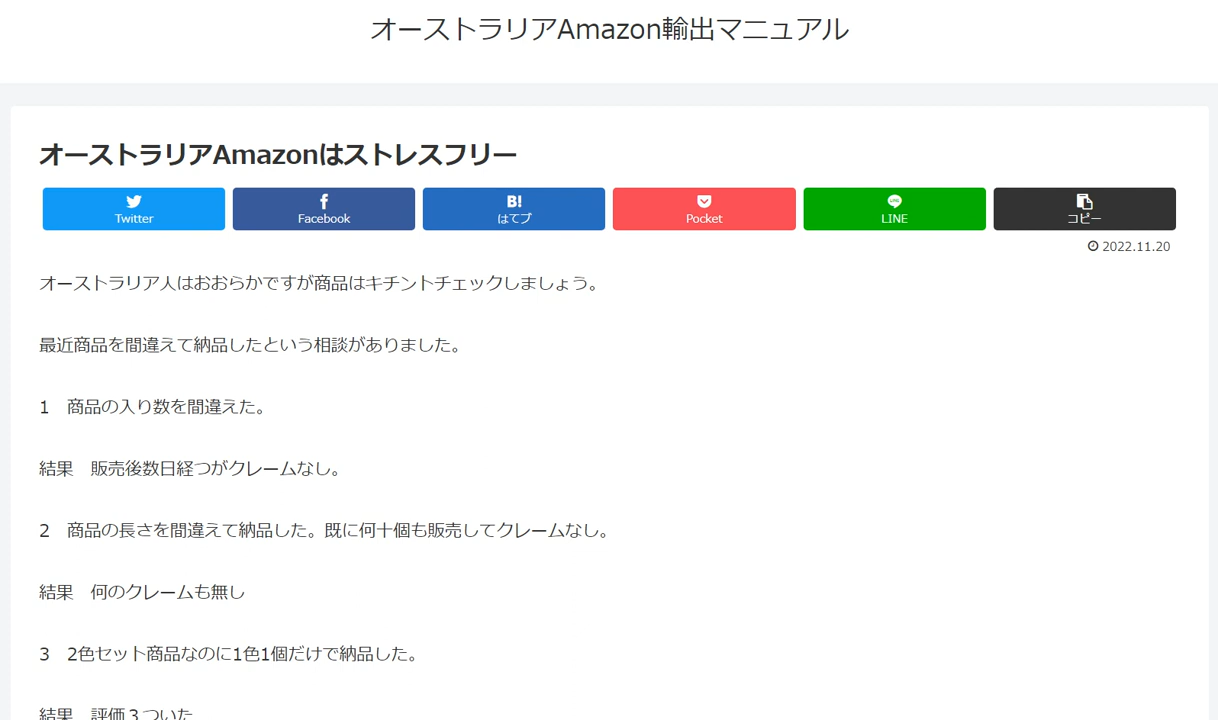 オーストラリアAmazon輸出マニュアル
オーストラリアAmazonはストレスフリー
Twitter
Facebook
B!
はてブ
Pocket
LINE
コピー
2022.11.20
オーストラリア人はおおらかですが商品はキチントチェックしましょう。
最近商品を間違えて納品したという相談がありました。
1　商品の入り数を間違えた。
結果　販売後数日経つがクレームなし。
2　商品の長さを間違えて納品した。既に何十個も販売してクレームなし。
結果　何のクレームも無し
3　2色セット商品なのに1色1個だけで納品した。
結果　評価３ついた